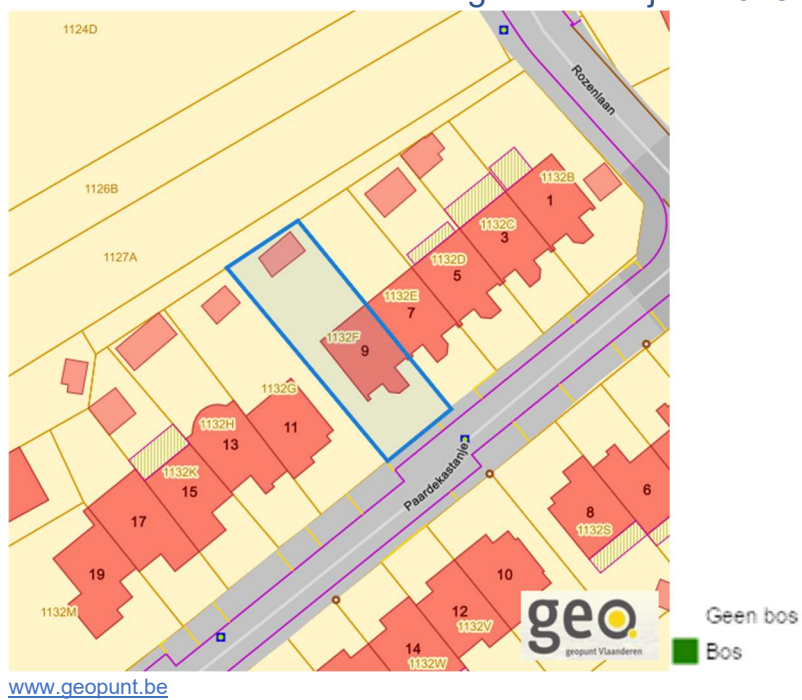 1124D
Rozenlaan
1126B
1132B
1
1132C
3
1127A
1132D
5
1132E
7
1132F
9
1132G
11
1132H
13
1132K
15
17
19
1132M
Paardekastanje
6
8
1132S
10
12
1132V
14
1132W
geo.
geopunt Vlaanderen
Geen bos
Bos
www.geopunt.be